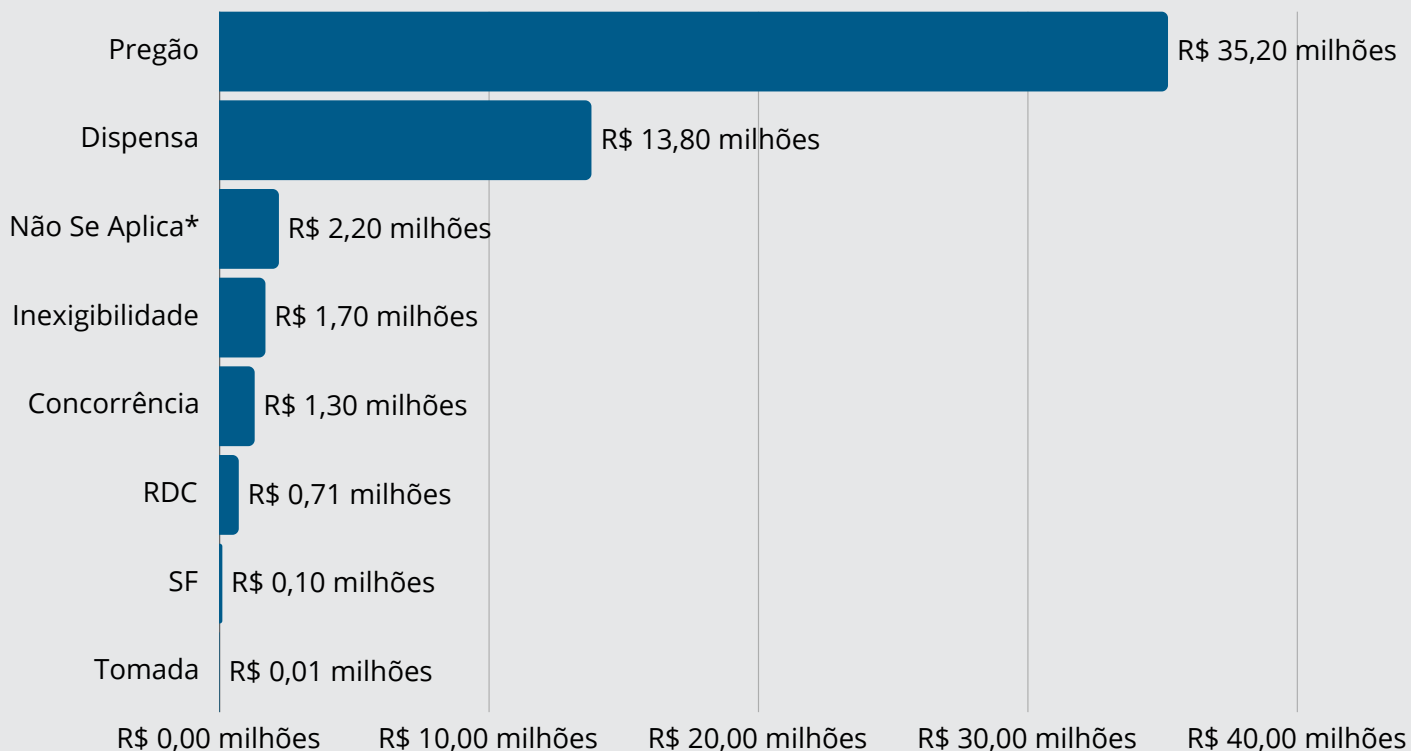 Pregão
R$ 35,20 milhões
Dispensa
R$ 13,80 milhões
Não Se Aplica*
R$ 2,20 milhões
Inexigibilidade
R$ 1,70 milhões
Concorrência
R$ 1,30 milhões
RDC
R$ 0,71 milhões
SF
R$ 0,10 milhões
Tomada
R$ 0,01 milhões
R$ 0,00 milhões R$ 10,00 milhões R$ 20,00 milhões R$ 30,00 milhões R$ 40,00 milhões